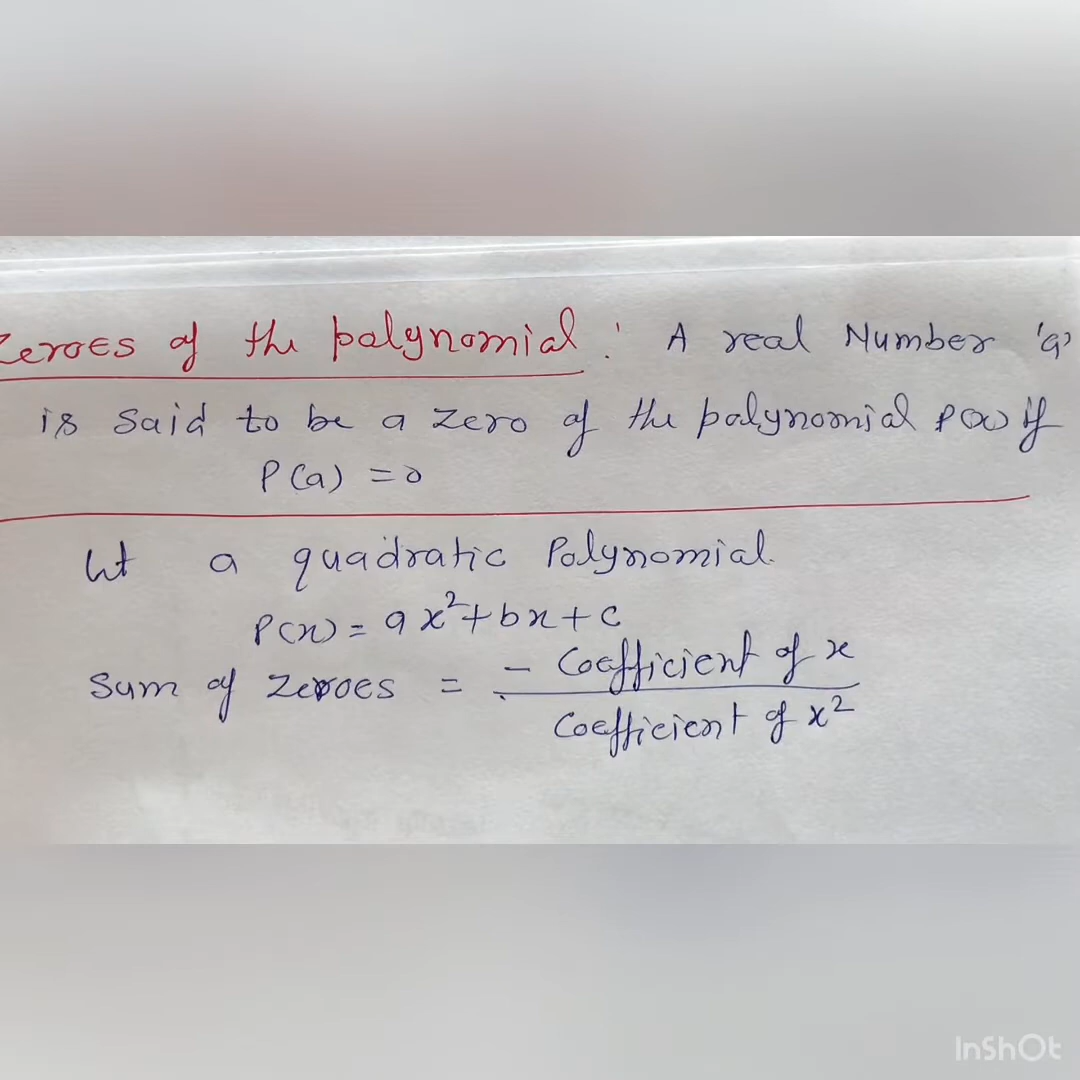 Zeroes of the polynomial : A real Number 'a'
is said to be a zero of the polynomial P(x) if
P(a) = 0
Let a quadratic Polynomial.
P(x) = ax²+bx+c
Sum of Zeroes = - Coefficient of x
Coefficient of x²
InShOt